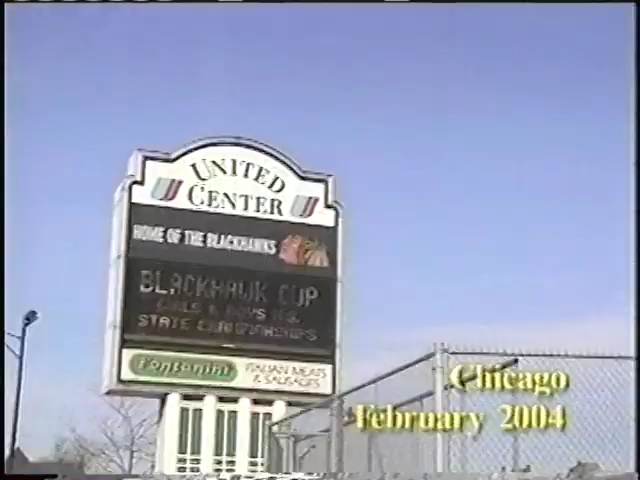 UNITED
CENTER
HOME OF THE BLACKHAWKS
BLACKHAWK CUP
GIRLS & BOYS H.S.
STATE CHAMPIONSHIPS
Fontanini
ITALIAN MEATS
& SAUSAGES
Chicago
February 2004